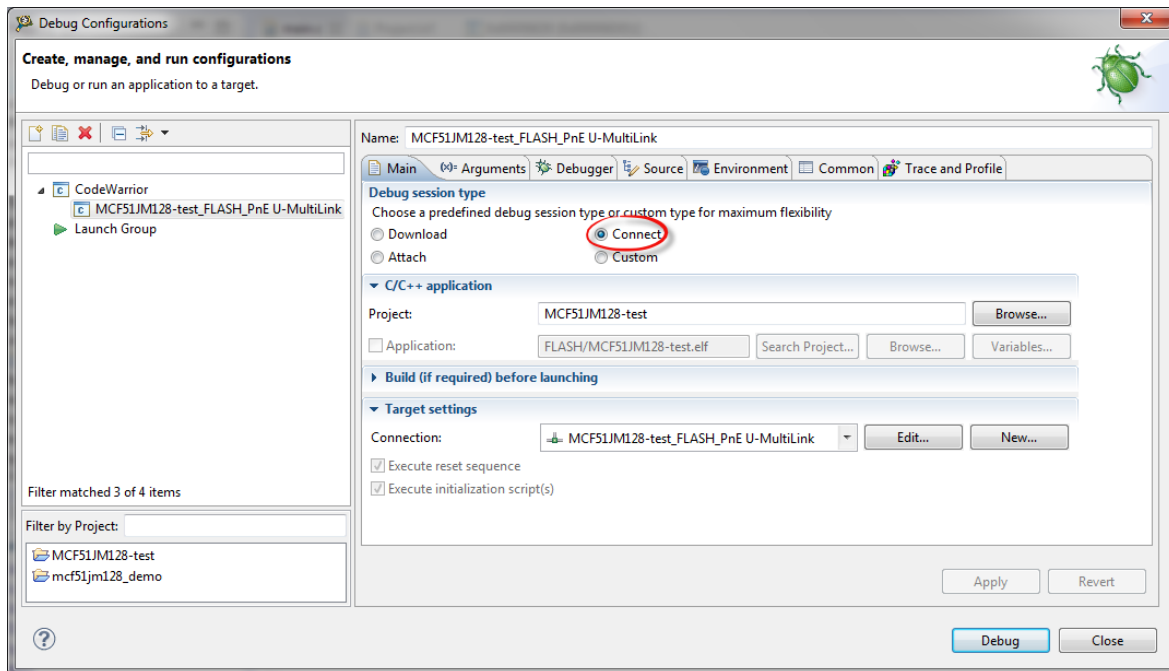 Debug Configurations
Create, manage, and run configurations
Debug or run an application to a target.
CodeWarrior
MCF51JM128-test_FLASH_PnE U-MultiLink
Launch Group
Filter matched 3 of 4 items
Filter by Project:
MCF51JM128-test
mcf51jm128_demo
Name: MCF51JM128-test_FLASH_PnE U-MultiLink
Main (x)= Arguments Debugger Source Environment Common Trace and Profile
Debug session type
Choose a predefined debug session type or custom type for maximum flexibility
Download Connect
Attach Custom
C/C++ application
Project: MCF51JM128-test Browse...
Application: FLASH/MCF51JM128-test.elf Search Project... Browse... Variables...
Build (if required) before launching
Target settings
Connection: MCF51JM128-test_FLASH_PnE U-MultiLink Edit... New...
Execute reset sequence
Execute initialization script(s)
Apply Revert
? Debug Close